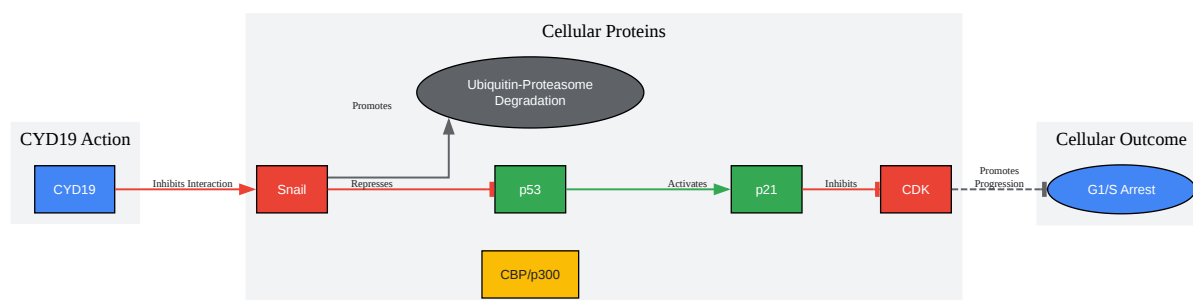 Cellular Proteins
Ubiquitin-Proteasome
Degradation
Promotes
CYD19 Action
Cellular Outcome
CYD19
Inhibits Interaction
Snail
Represses
p53
Activates
p21
Inhibits
CDK
Promotes
Progression
G1/S Arrest
CBP/p300